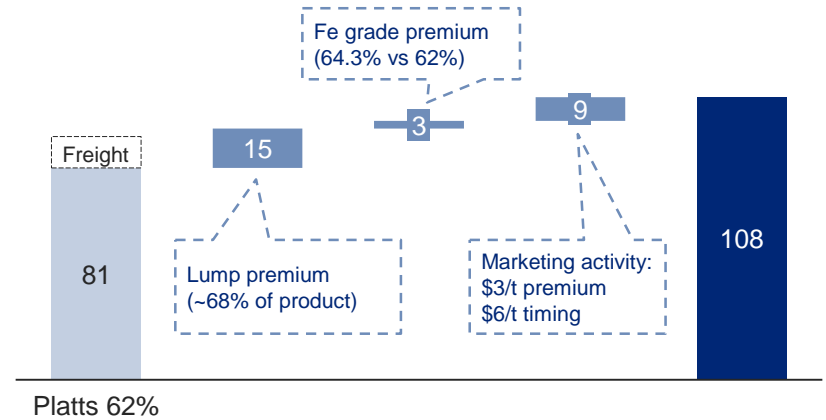 Fe grade premium
(64.3% vs 62%)
Freight
15
3
9
81
Lump premium
(~68% of product)
Marketing activity:
$3/t premium
$6/t timing
108
Platts 62%